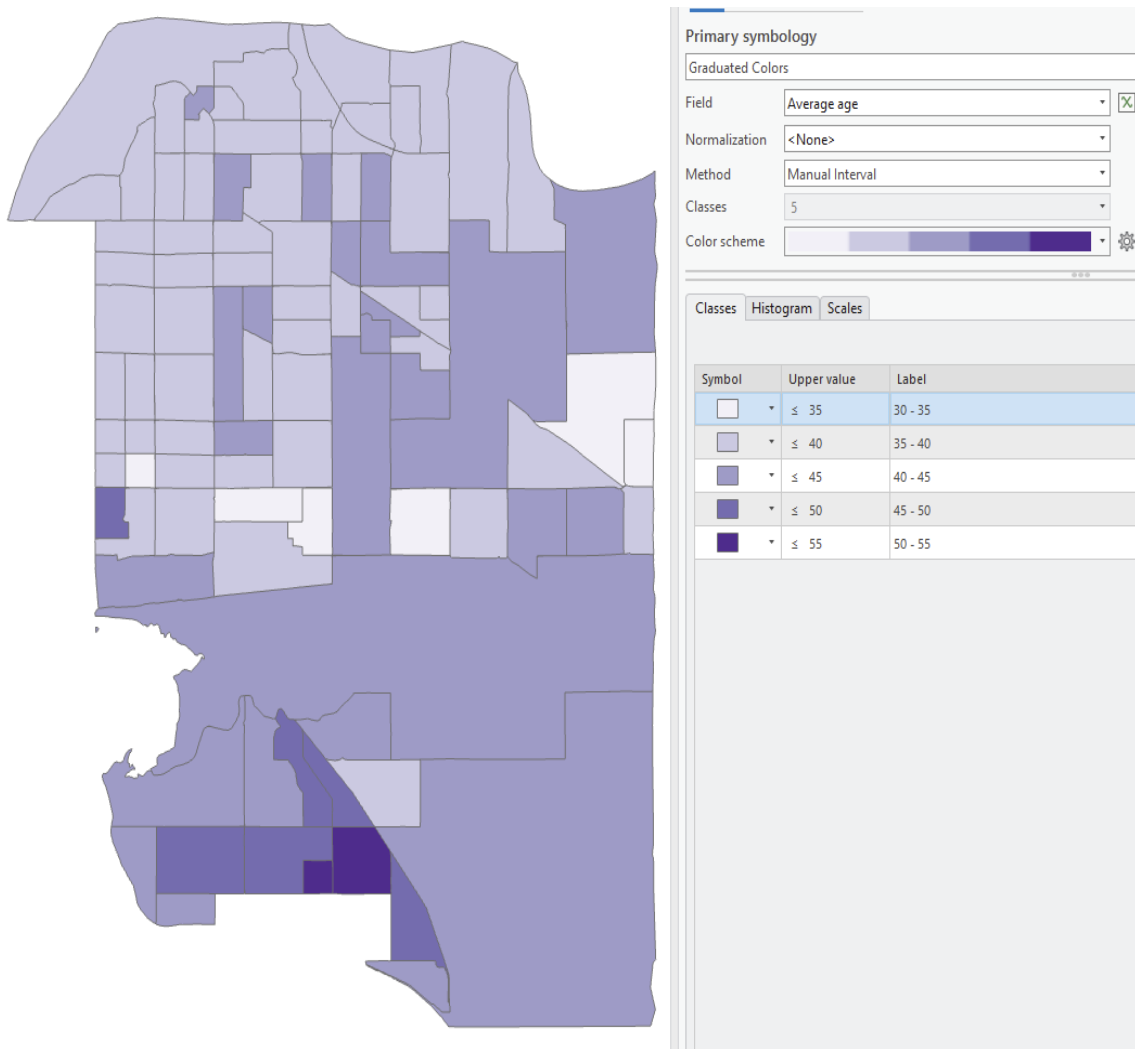 Primary symbology
Graduated Colors
Field Average age
Normalization <None>
Method Manual Interval
Classes 5
Color scheme
Classes Histogram Scales
Symbol Upper value Label
≤ 35 30 - 35
≤ 40 35 - 40
≤ 45 40 - 45
≤ 50 45 - 50
≤ 55 50 - 55